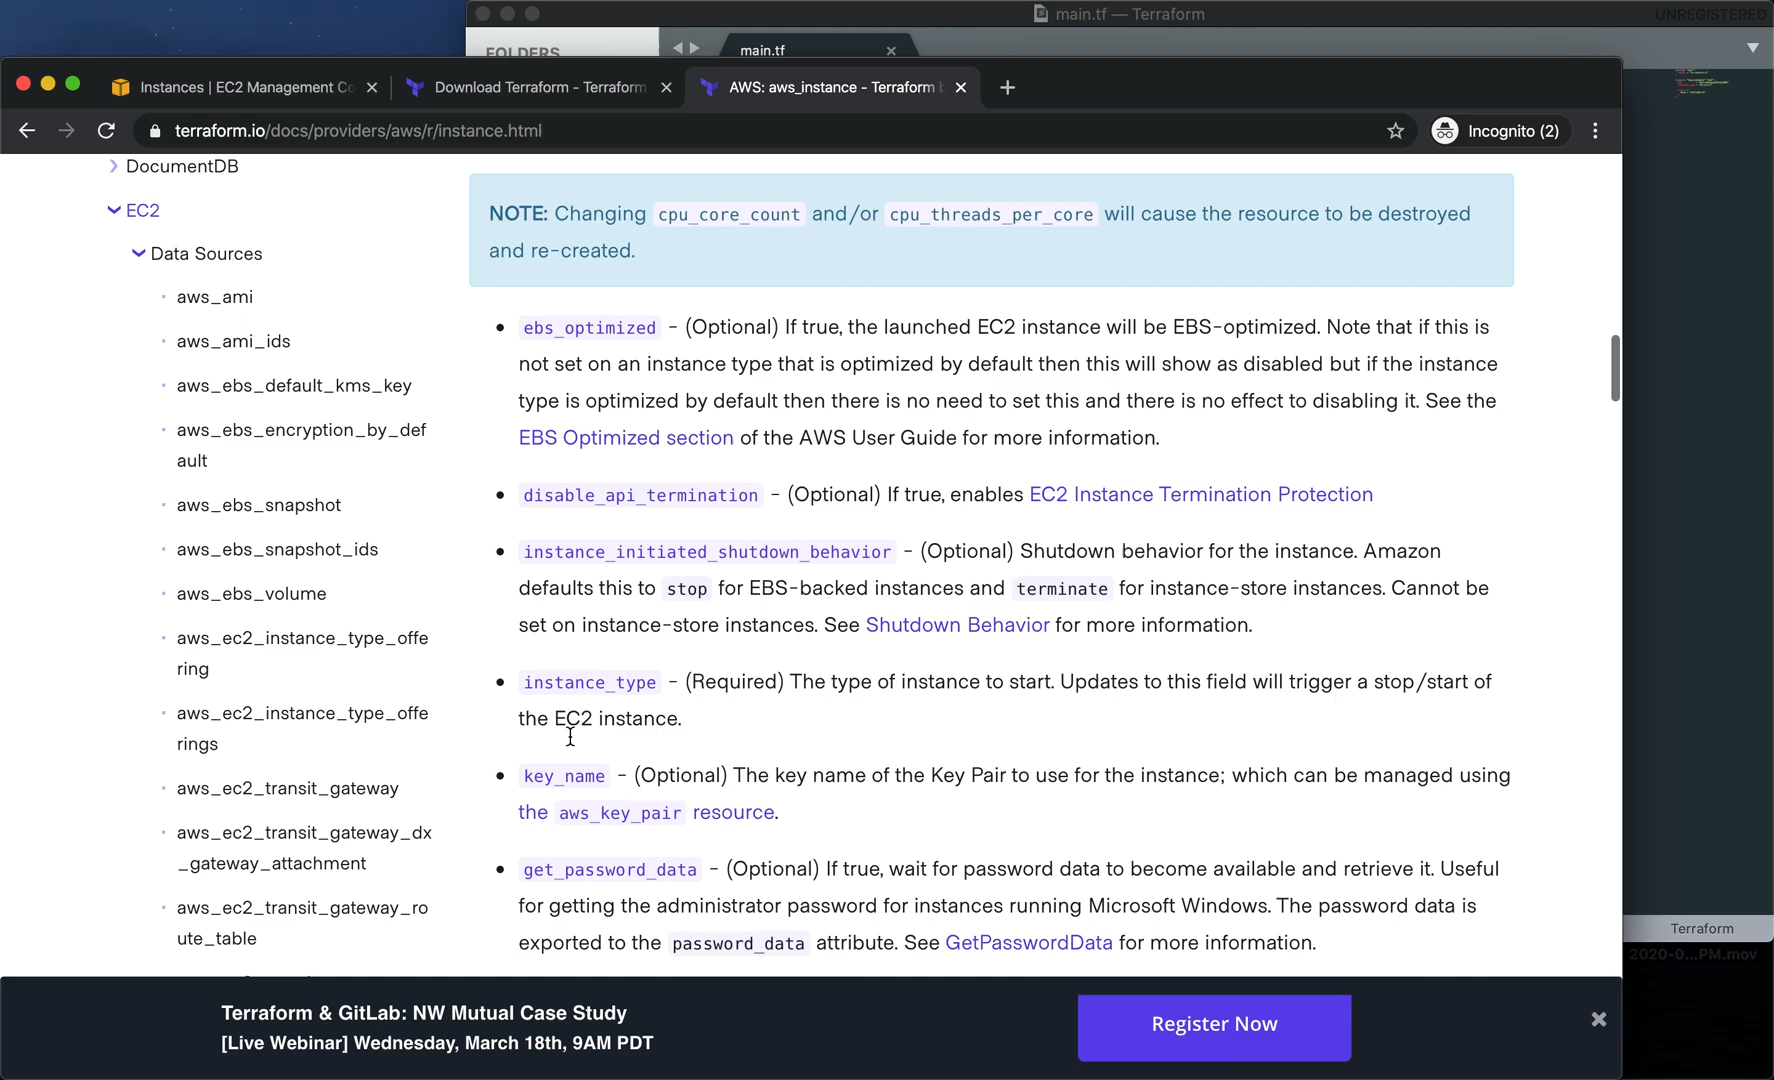 main.tf — Terraform
UNREGISTERED
FOLDERS
main.tf
Instances | EC2 Management Co
Download Terraform - Terraform
AWS: aws_instance - Terraform b
terraform.io/docs/providers/aws/r/instance.html
Incognito (2)
DocumentDB
EC2
Data Sources
aws_ami
aws_ami_ids
aws_ebs_default_kms_key
aws_ebs_encryption_by_def
ault
aws_ebs_snapshot
aws_ebs_snapshot_ids
aws_ebs_volume
aws_ec2_instance_type_offe
ring
aws_ec2_instance_type_offe
rings
aws_ec2_transit_gateway
aws_ec2_transit_gateway_dx
_gateway_attachment
aws_ec2_transit_gateway_ro
ute_table
NOTE: Changing cpu_core_count and/or cpu_threads_per_core will cause the resource to be destroyed
and re-created.
ebs_optimized - (Optional) If true, the launched EC2 instance will be EBS-optimized. Note that if this is
not set on an instance type that is optimized by default then this will show as disabled but if the instance
type is optimized by default then there is no need to set this and there is no effect to disabling it. See the
EBS Optimized section of the AWS User Guide for more information.
disable_api_termination - (Optional) If true, enables EC2 Instance Termination Protection
instance_initiated_shutdown_behavior - (Optional) Shutdown behavior for the instance. Amazon
defaults this to stop for EBS-backed instances and terminate for instance-store instances. Cannot be
set on instance-store instances. See Shutdown Behavior for more information.
instance_type - (Required) The type of instance to start. Updates to this field will trigger a stop/start of
the EC2 instance.
key_name - (Optional) The key name of the Key Pair to use for the instance; which can be managed using
the aws_key_pair resource.
get_password_data - (Optional) If true, wait for password data to become available and retrieve it. Useful
for getting the administrator password for instances running Microsoft Windows. The password data is
exported to the password_data attribute. See GetPasswordData for more information.
Terraform
2020-0...PM.mov
Terraform & GitLab: NW Mutual Case Study
[Live Webinar] Wednesday, March 18th, 9AM PDT
Register Now